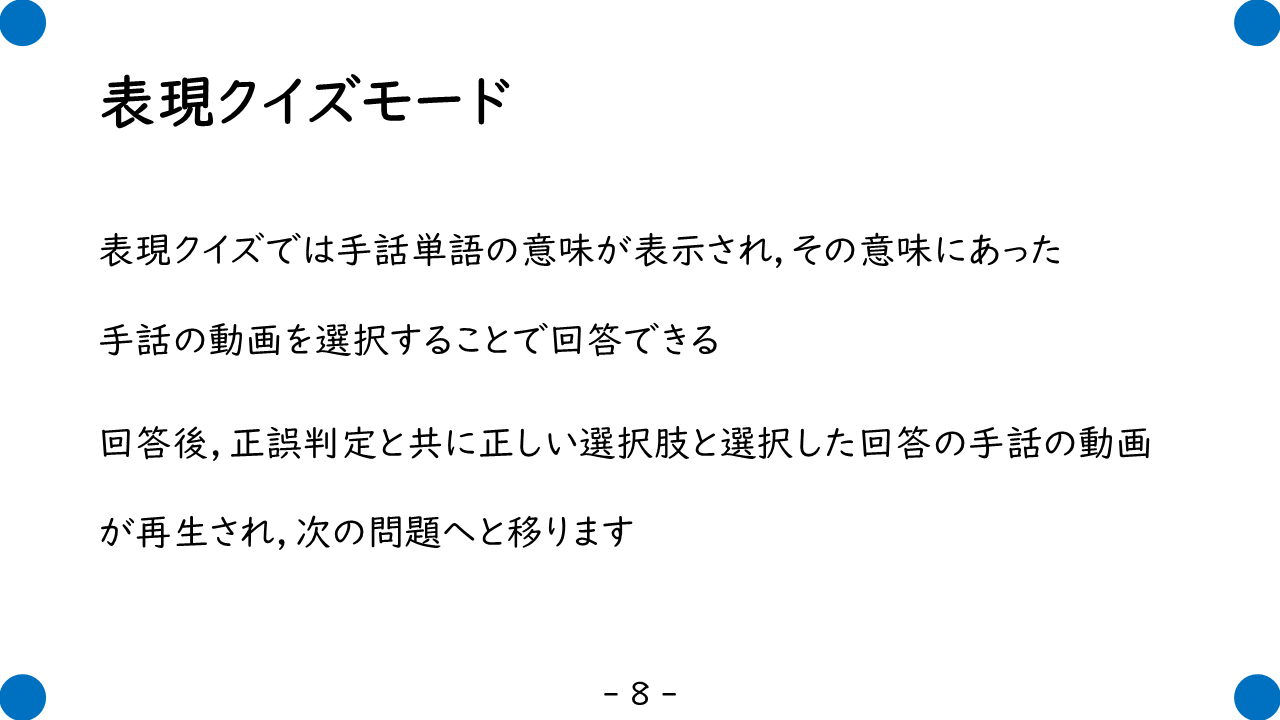 表現クイズモード
表現クイズでは手話単語の意味が表示され,その意味にあった
手話の動画を選択することで回答できる
回答後,正誤判定と共に正しい選択肢と選択した回答の手話の動画
が再生され,次の問題へと移ります
- 8 -